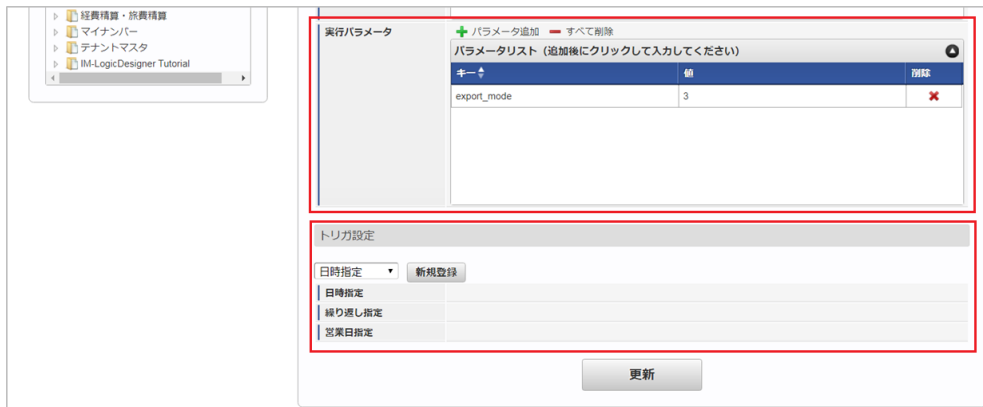 経費精算・旅費精算
マイナンバー
テナントマスタ
IM-LogicDesigner Tutorial
実行パラメータ
パラメータ追加 すべて削除
パラメータリスト（追加後にクリックして入力してください）
キー 値 削除
export_mode 3
トリガ設定
日時指定 新規登録
日時指定
繰り返し指定
営業日指定
更新